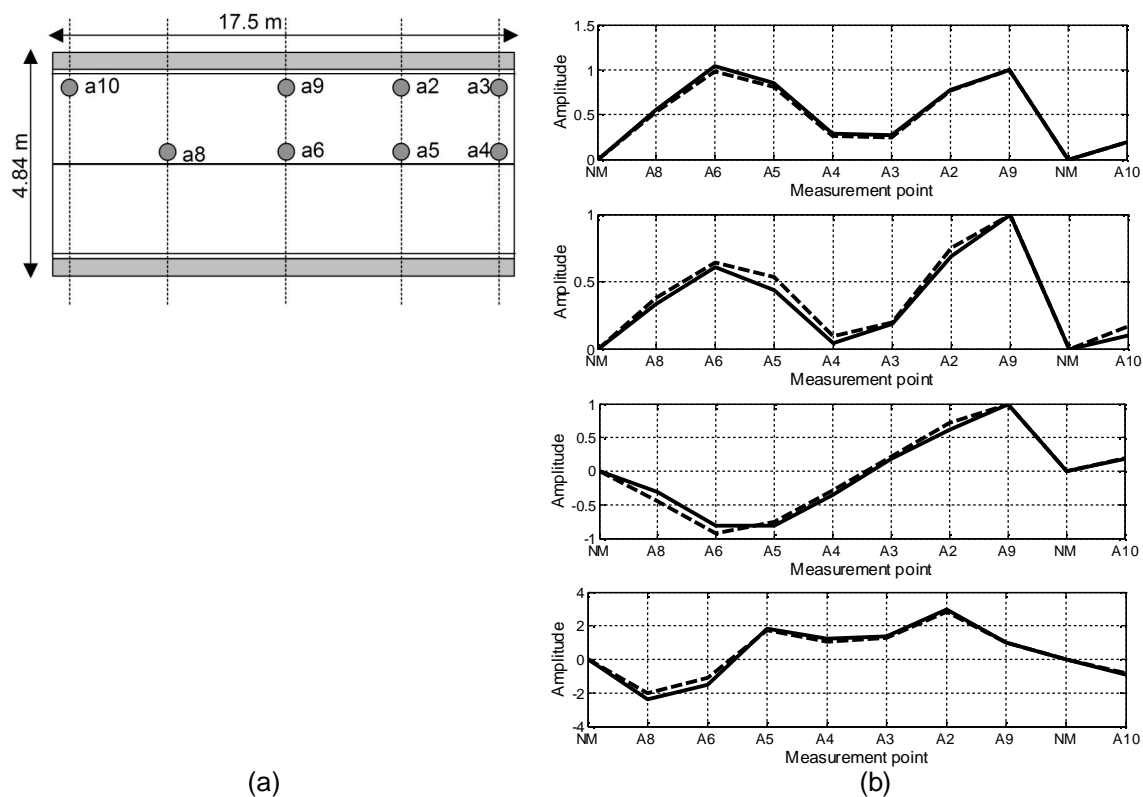 17.5 m
4.84 m
a10
a9
a2
a3
a8
a6
a5
a4
(a)
Amplitude
1
0.5
0
NM A8 A6 A5 A4 A3 A2 A9 NM A10
Measurement point
Amplitude
1
0.5
0
NM A8 A6 A5 A4 A3 A2 A9 NM A10
Measurement point
Amplitude
1
0.5
0
-0.5
-1
NM A8 A6 A5 A4 A3 A2 A9 NM A10
Measurement point
Amplitude
4
2
0
-2
-4
NM A8 A6 A5 A4 A3 A2 A9 NM A10
Measurement point
(b)